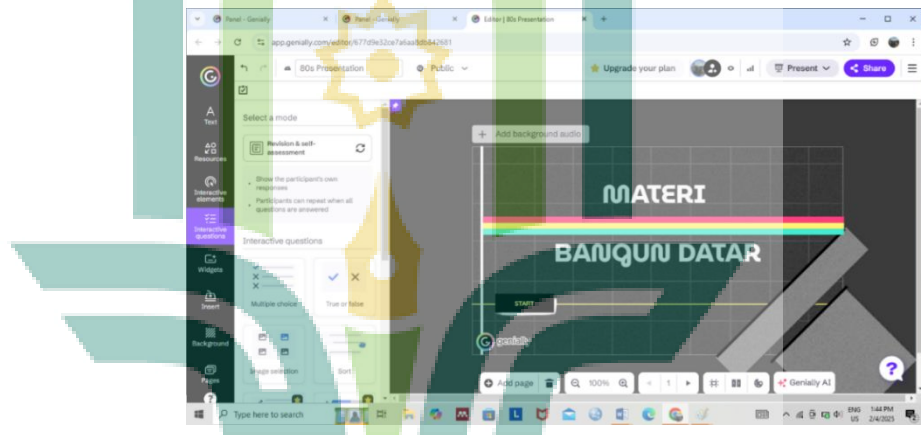 Panel - Genially
Panel - Genially
Editor | 80s Presentation
app.genially.com/editor/677d9e32ce7a5aa8db842681
80s Presentation
Public
Upgrade your plan
Present
Share
Text
Resources
Interactive elements
Interactive questions
Widgets
Insert
Background
Pages
Select a mode
Revision & self-assessment
Show the participant's own responses
Participants can repeat when all questions are answered
Interactive questions
Multiple choice
True or false
Image selection
Sort
Add background audio
MATERI
BANGUN DATAR
START
genially
Add page
100%
1
Genially AI
?
Type here to search
ENG
US
1:44 PM
2/4/2025